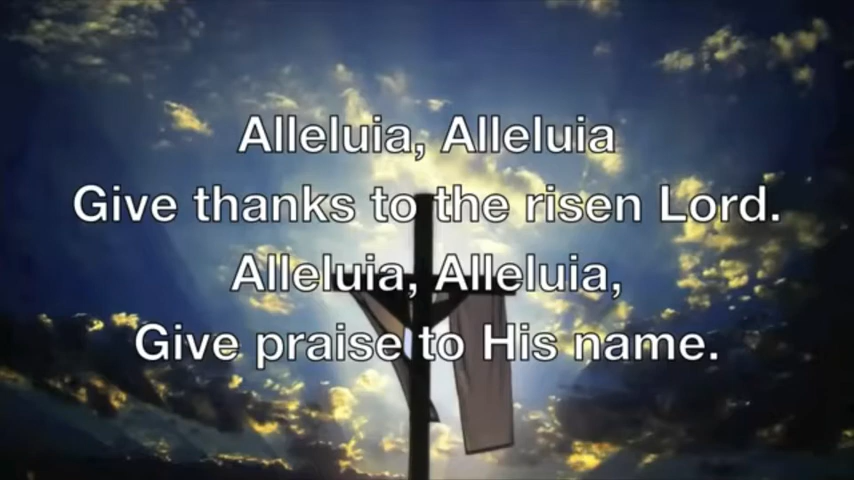 Alleluia, Alleluia
Give thanks to the risen Lord.
Alleluia, Alleluia,
Give praise to His name.